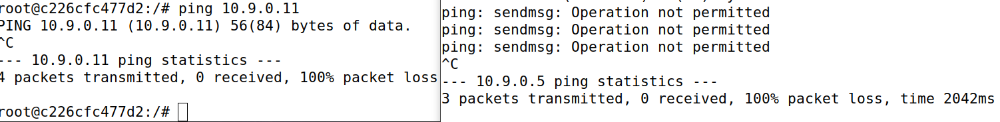 root@c226cfc477d2:/# ping 10.9.0.11
PING 10.9.0.11 (10.9.0.11) 56(84) bytes of data.
^C
--- 10.9.0.11 ping statistics ---
4 packets transmitted, 0 received, 100% packet loss
root@c226cfc477d2:/#
ping: sendmsg: Operation not permitted
ping: sendmsg: Operation not permitted
ping: sendmsg: Operation not permitted
^C
--- 10.9.0.5 ping statistics ---
3 packets transmitted, 0 received, 100% packet loss, time 2042ms